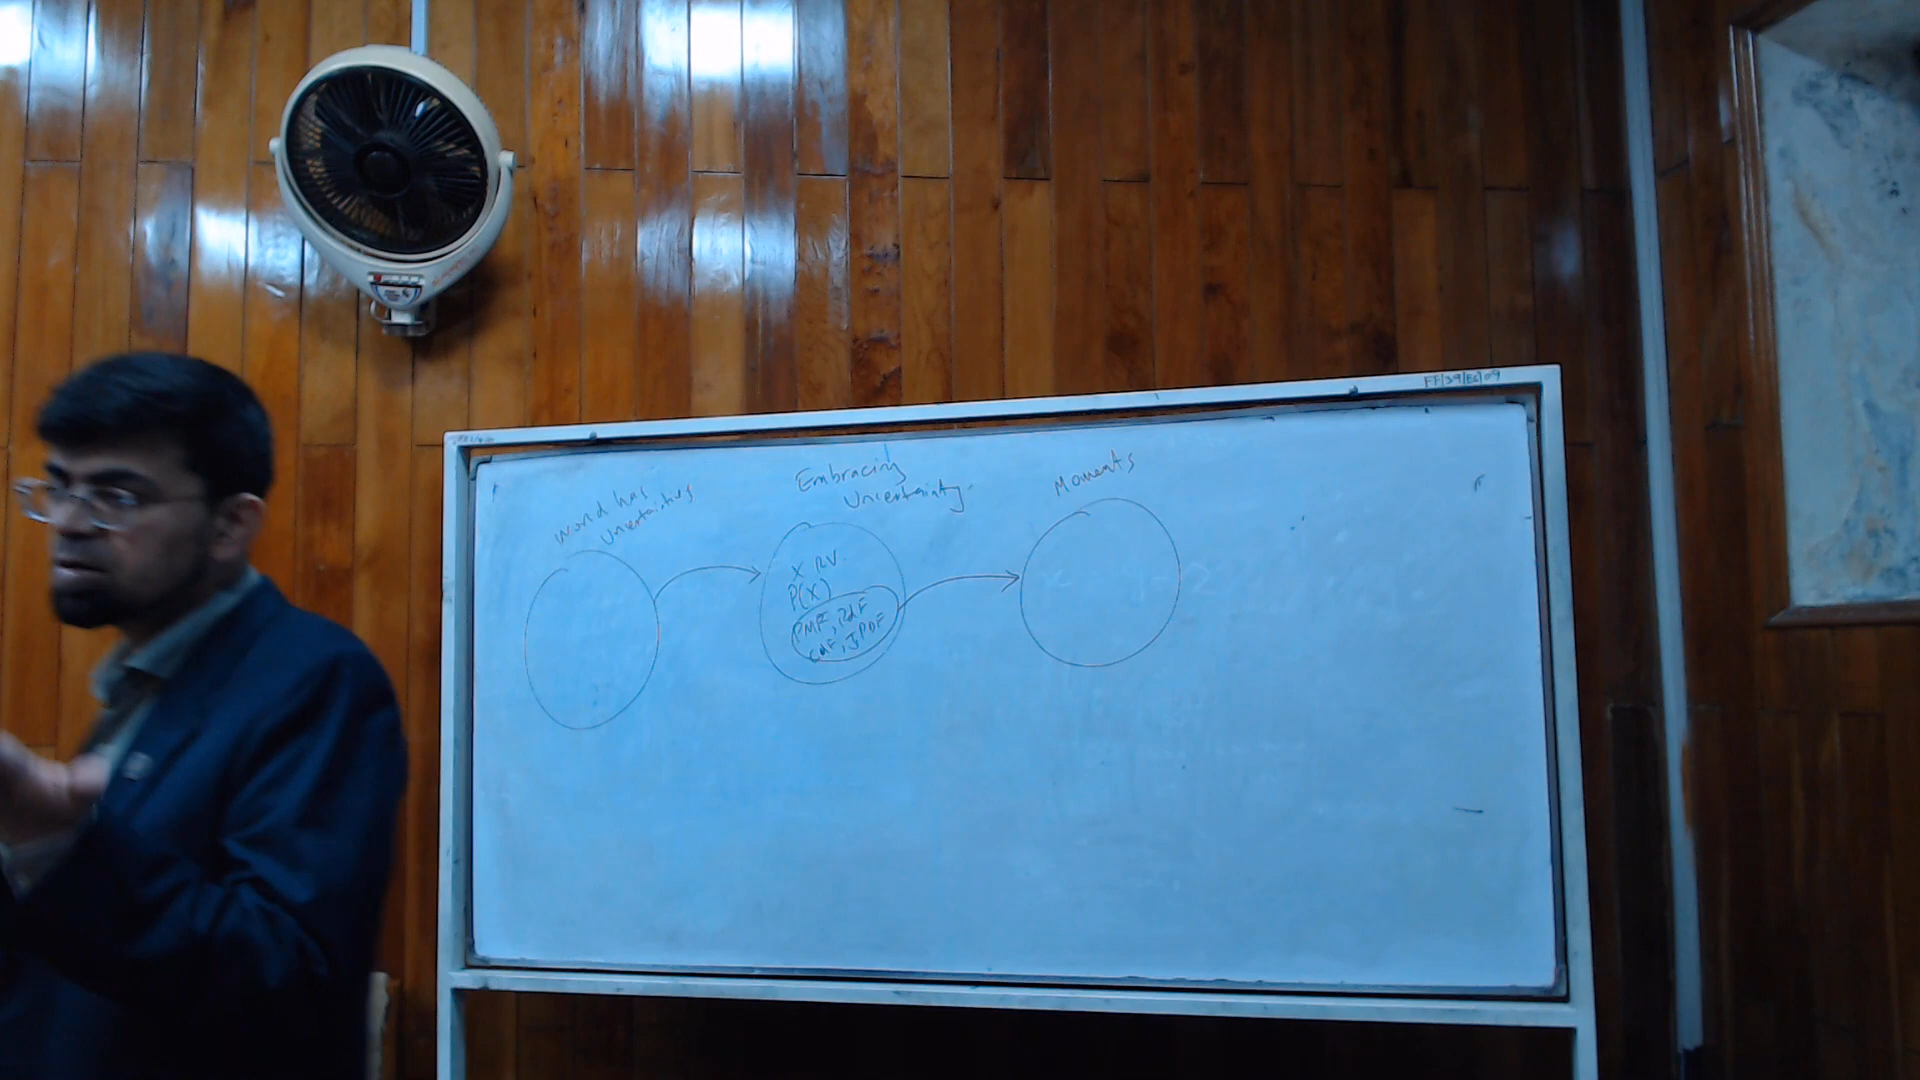 World has
Uncertainties
Embracing
Uncertainty.
Moments
X RV.
P(X)
PMF, PdF
CdF, JPDF